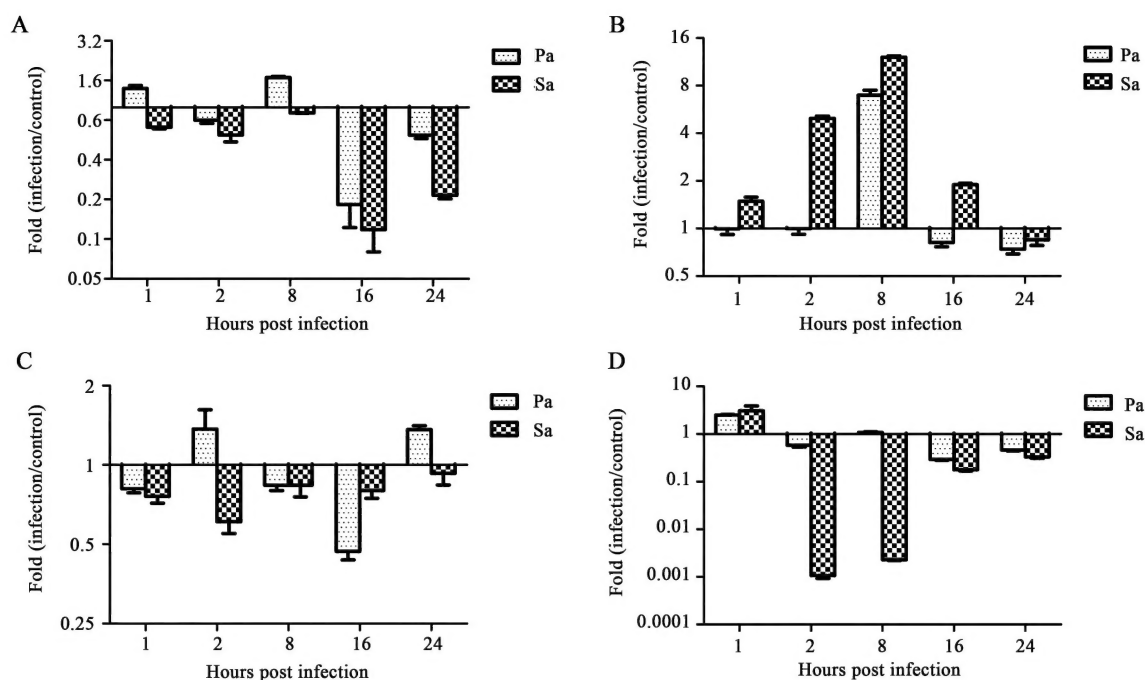 A
Fold (infection/control)
3.2
1.6
0.6
0.4
0.2
0.1
0.05
1 2 8 16 24
Hours post infection
Pa
Sa
B
Fold (infection/control)
16
8
4
2
1
0.5
1 2 8 16 24
Hours post infection
Pa
Sa
C
Fold (infection/control)
2
1
0.5
0.25
1 2 8 16 24
Hours post infection
Pa
Sa
D
Fold (infection/control)
10
1
0.1
0.01
0.001
0.0001
1 2 8 16 24
Hours post infection
Pa
Sa